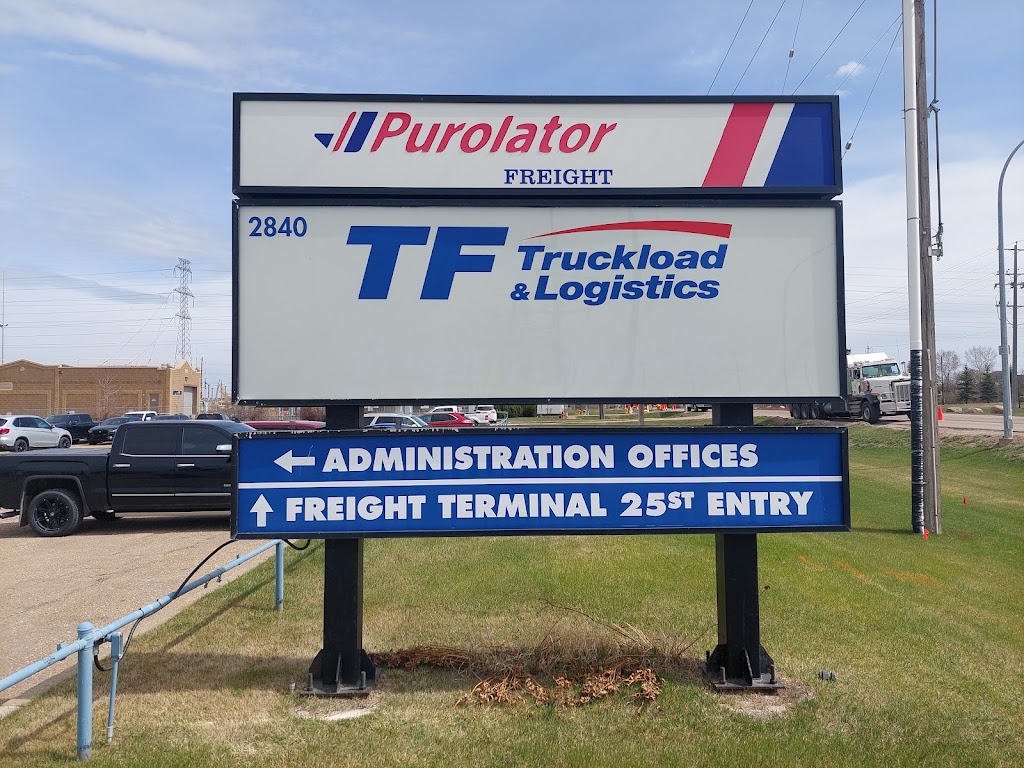 Purolator
FREIGHT
2840
TF Truckload
& Logistics
← ADMINISTRATION OFFICES
↑ FREIGHT TERMINAL 25ST ENTRY